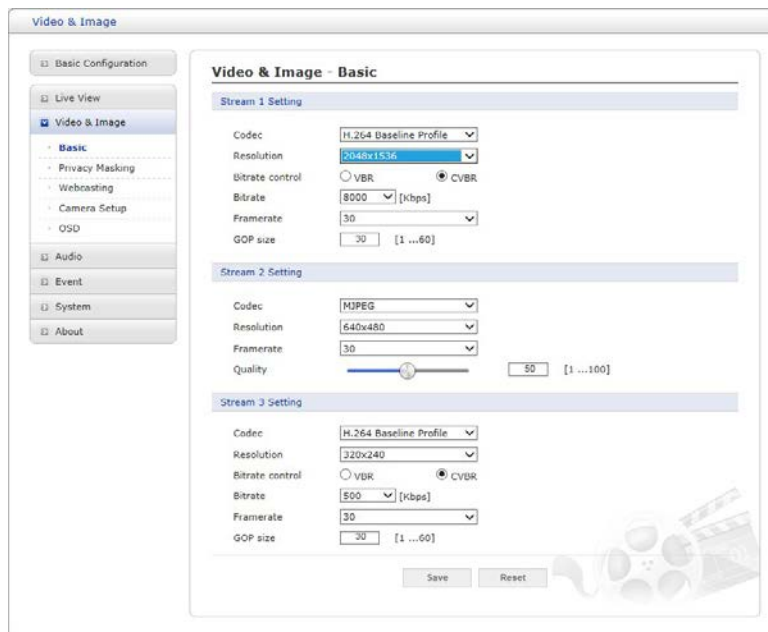 Video & Image
Basic Configuration
Live View
Video & Image
Basic
Privacy Masking
Webcasting
Camera Setup
OSD
Audio
Event
System
About
Video & Image - Basic
Stream 1 Setting
Codec H.264 Baseline Profile
Resolution 2048x1536
Bitrate control VBR CVBR
Bitrate 8000 [Kbps]
Framerate 30
GOP size 30 [1 ...60]
Stream 2 Setting
Codec MJPEG
Resolution 640x480
Framerate 30
Quality 50 [1 ...100]
Stream 3 Setting
Codec H.264 Baseline Profile
Resolution 320x240
Bitrate control VBR CVBR
Bitrate 500 [Kbps]
Framerate 30
GOP size 30 [1 ...60]
Save Reset